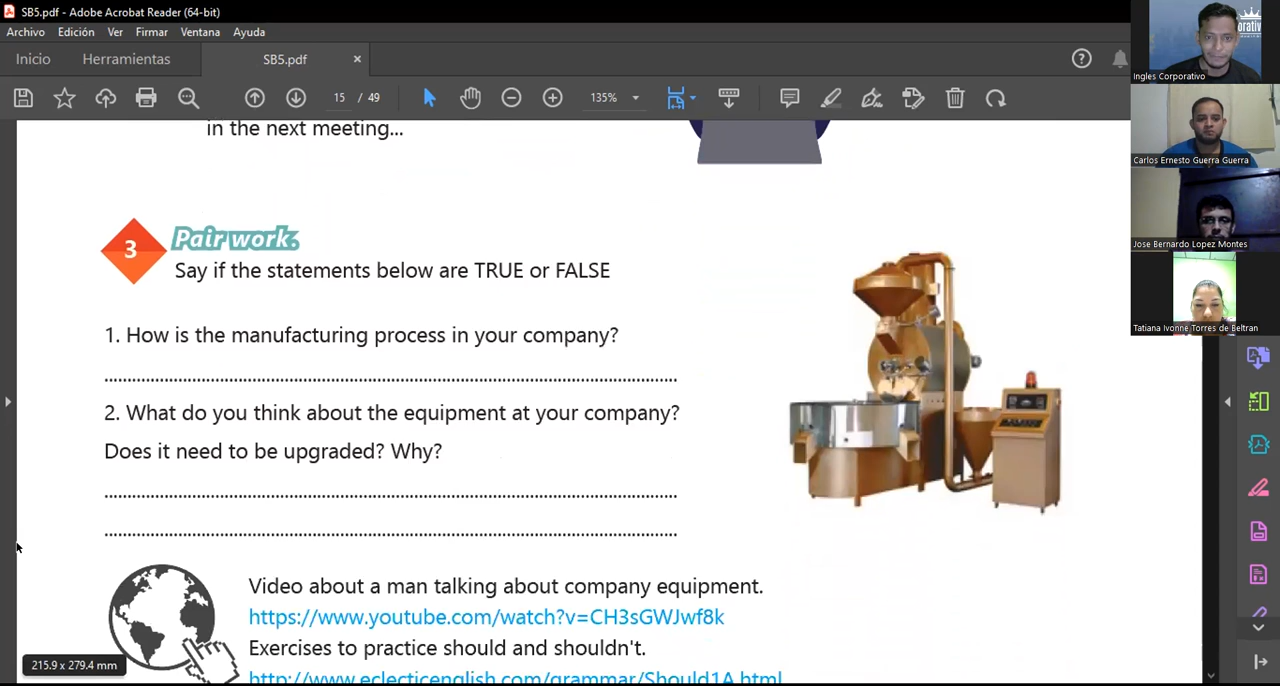 SB5.pdf - Adobe Acrobat Reader (64-bit)
Archivo Edición Ver Firmar Ventana Ayuda
Inicio Herramientas SB5.pdf ×
15 / 49 135%
in the next meeting...
3 Pair work.
Say if the statements below are TRUE or FALSE
1. How is the manufacturing process in your company?
2. What do you think about the equipment at your company?
Does it need to be upgraded? Why?
Video about a man talking about company equipment.
https://www.youtube.com/watch?v=CH3sGWJwf8k
Exercises to practice should and shouldn't.
http://www.eclecticenglish.com/grammar/Should1A.html
215.9 x 279.4 mm
orativ
Ingles Corporativo
Carlos Ernesto Guerra Guerra
Jose Bernardo Lopez Montes
Tatiana Ivonne Torres de Beltran